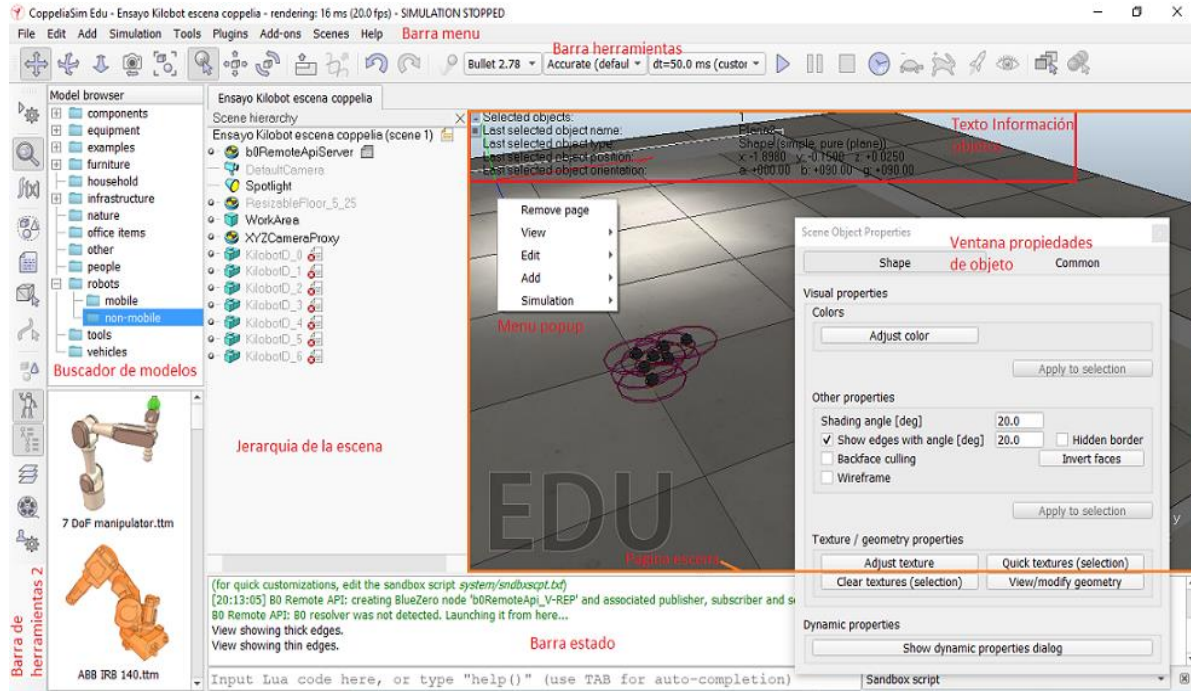 CoppeliaSim Edu - Ensayo Kilobot escena coppelia - rendering: 16 ms (20.0 fps) - SIMULATION STOPPED
File Edit Add Simulation Tools Plugins Add-ons Scenes Help Barra menu
Barra herramientas
Bullet 2.78 Accurate (defaul dt=50.0 ms (custor
Model browser
components
equipment
examples
furniture
household
infrastructure
nature
office items
other
people
robots
mobile
non-mobile
tools
vehicles
Buscador de modelos
7 DoF manipulator.ttm
ABB IRB 140.ttm
Barra de
herramientas 2
Ensayo Kilobot escena coppelia
Scene hierarchy
Ensayo Kilobot escena coppelia (scene 1)
b0RemoteApiServer
DefaultCamera
Spotlight
ResizableFloor_5_25
WorkArea
XYZCameraProxy
KilobotD_0
KilobotD_1
KilobotD_2
KilobotD_3
KilobotD_4
KilobotD_5
KilobotD_6
Jerarquia de la escena
Selected objects: 1
Last selected object name:
Last selected object type: Shape (simple, pure (plane))
Last selected object position: x: -1.8980 y: -0.1500 z: +0.0250
Last selected object orientation: a: +000.00 b: +090.00 g: +090.00
Texto Información
objeto
Remove page
View
Edit
Add
Simulation
Menu popup
EDU
Pagina escena
Scene Object Properties
Ventana propiedades
de objeto
Shape
Common
Visual properties
Colors
Adjust color
Apply to selection
Other properties
Shading angle [deg] 20.0
Show edges with angle [deg] 20.0 Hidden border
Backface culling Invert faces
Wireframe
Apply to selection
Texture / geometry properties
Adjust texture Quick textures (selection)
Clear textures (selection) View/modify geometry
Dynamic properties
Show dynamic properties dialog
y
(for quick customizations, edit the sandbox script system/sndbxscpt.txt)
[20:13:05] B0 Remote API: creating BlueZero node 'b0RemoteApi_V-REP' and associated publisher, subscriber and se
B0 Remote API: B0 resolver was not detected. Launching it from here...
View showing thick edges.
View showing thin edges.
Barra estado
Input Lua code here, or type "help()" (use TAB for auto-completion)
Sandbox script